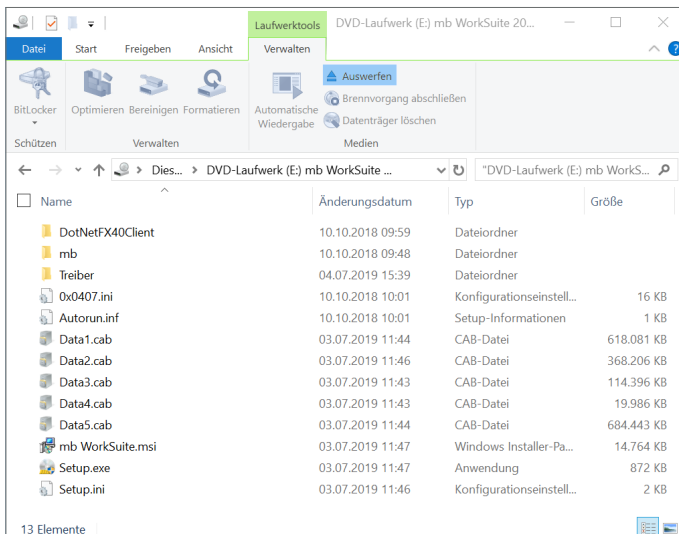 Laufwerktools DVD-Laufwerk (E:) mb WorkSuite 20...
Datei Start Freigeben Ansicht Verwalten
BitLocker Optimieren Bereinigen Formatieren Automatische Wiedergabe
Auswerfen
Brennvorgang abschließen
Datenträger löschen
Schützen Verwalten Medien
Dies... DVD-Laufwerk (E:) mb WorkSuite ... "DVD-Laufwerk (E:) mb WorkS...
Name Änderungsdatum Typ Größe
DotNetFX40Client 10.10.2018 09:59 Dateiordner
mb 10.10.2018 09:48 Dateiordner
Treiber 04.07.2019 15:39 Dateiordner
0x0407.ini 10.10.2018 10:01 Konfigurationseinstell... 16 KB
Autorun.inf 10.10.2018 10:01 Setup-Informationen 1 KB
Data1.cab 03.07.2019 11:44 CAB-Datei 618.081 KB
Data2.cab 03.07.2019 11:46 CAB-Datei 368.206 KB
Data3.cab 03.07.2019 11:43 CAB-Datei 114.396 KB
Data4.cab 03.07.2019 11:43 CAB-Datei 19.986 KB
Data5.cab 03.07.2019 11:44 CAB-Datei 684.443 KB
mb WorkSuite.msi 03.07.2019 11:47 Windows Installer-Pa... 14.764 KB
Setup.exe 03.07.2019 11:47 Anwendung 872 KB
Setup.ini 03.07.2019 11:46 Konfigurationseinstell... 2 KB
13 Elemente